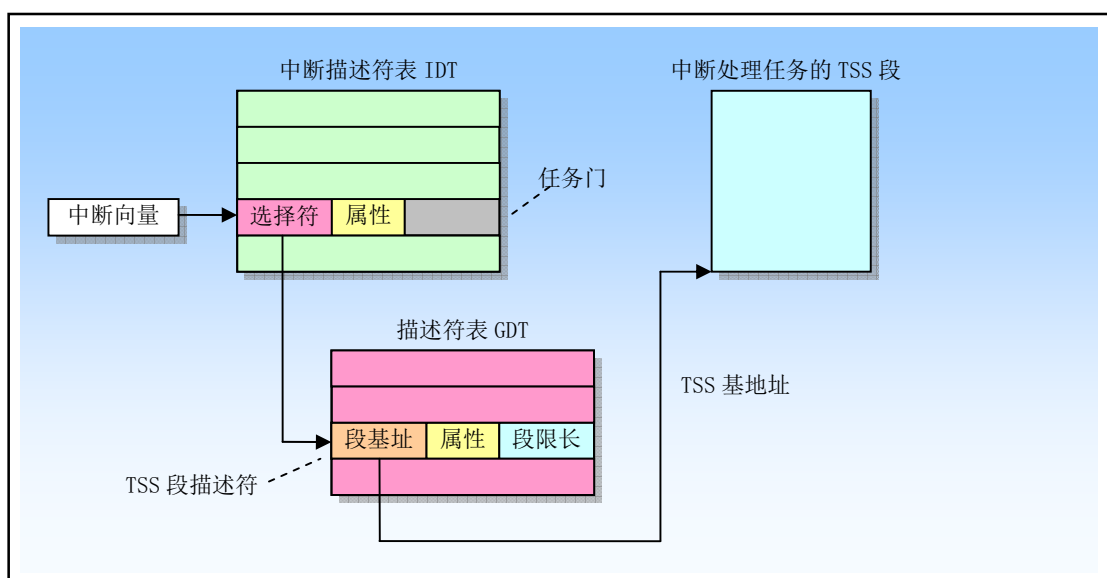 中断描述符表 IDT
中断处理任务的 TSS 段
任务门
中断向量
选择符
属性
描述符表 GDT
TSS 基地址
段基址
属性
段限长
TSS 段描述符